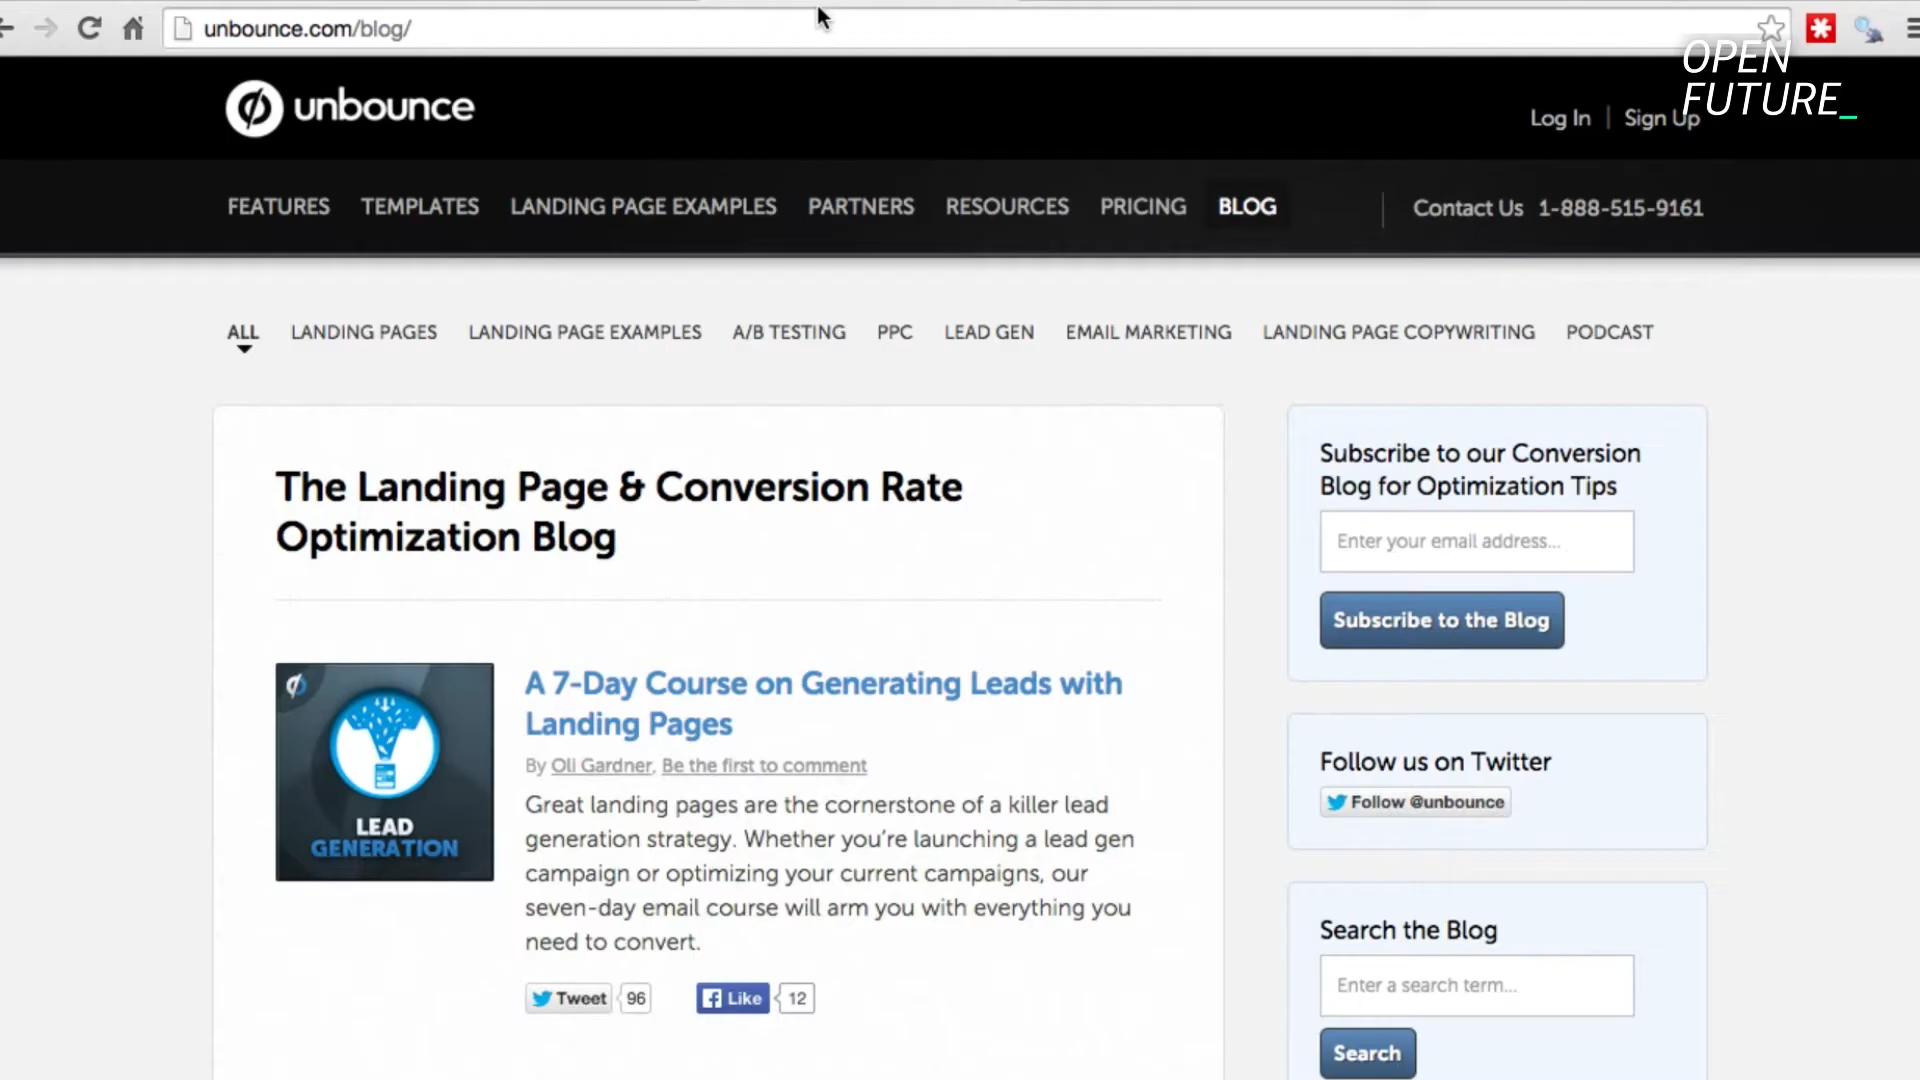 unbounce.com/blog/
OPEN
FUTURE_
unbounce
Log In | Sign Up
FEATURES TEMPLATES LANDING PAGE EXAMPLES PARTNERS RESOURCES PRICING BLOG Contact Us 1-888-515-9161
ALL LANDING PAGES LANDING PAGE EXAMPLES A/B TESTING PPC LEAD GEN EMAIL MARKETING LANDING PAGE COPYWRITING PODCAST
The Landing Page & Conversion Rate
Optimization Blog
LEAD
GENERATION
A 7-Day Course on Generating Leads with
Landing Pages
By Oli Gardner, Be the first to comment
Great landing pages are the cornerstone of a killer lead
generation strategy. Whether you’re launching a lead gen
campaign or optimizing your current campaigns, our
seven-day email course will arm you with everything you
need to convert.
Tweet 96 Like 12
Subscribe to our Conversion
Blog for Optimization Tips
Enter your email address...
Subscribe to the Blog
Follow us on Twitter
Follow @unbounce
Search the Blog
Enter a search term...
Search